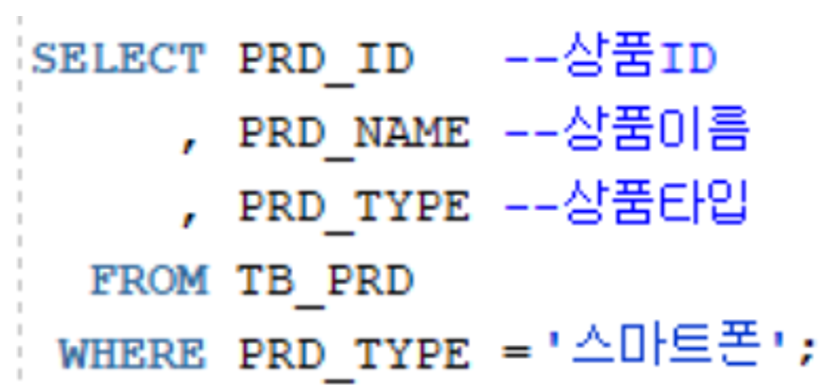 SELECT PRD_ID --상품ID
, PRD_NAME --상품이름
, PRD_TYPE --상품타입
FROM TB_PRD
WHERE PRD_TYPE ='스마트폰';